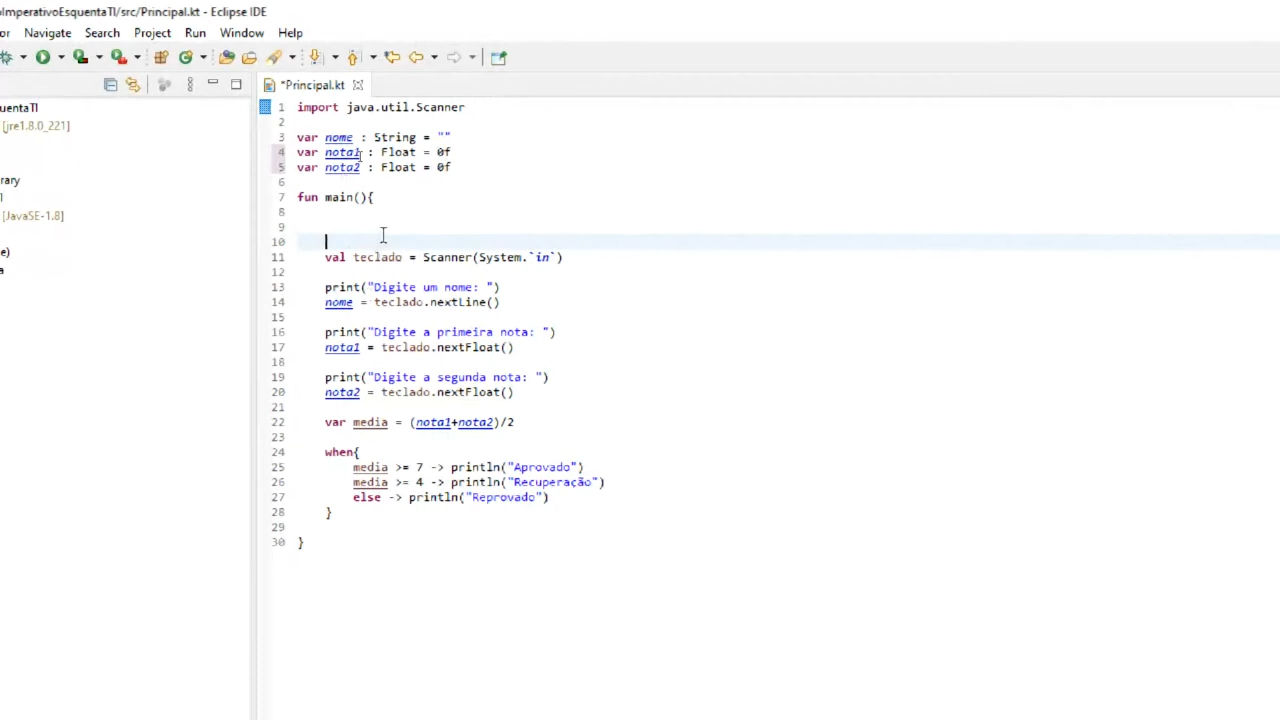 oImperativoEsquentaTI/src/Principal.kt - Eclipse IDE
or Navigate Search Project Run Window Help
*Principal.kt
uentaTI
[jre1.8.0_221]
rary
l
[JavaSE-1.8]
e)
a
1 import java.util.Scanner
2
3 var nome : String = ""
4 var nota1 : Float = 0f
5 var nota2 : Float = 0f
6
7 fun main(){
8
9
10
11 val teclado = Scanner(System.`in`)
12
13 print("Digite um nome: ")
14 nome = teclado.nextLine()
15
16 print("Digite a primeira nota: ")
17 nota1 = teclado.nextFloat()
18
19 print("Digite a segunda nota: ")
20 nota2 = teclado.nextFloat()
21
22 var media = (nota1+nota2)/2
23
24 when{
25 media >= 7 -> println("Aprovado")
26 media >= 4 -> println("Recuperação")
27 else -> println("Reprovado")
28 }
29
30 }